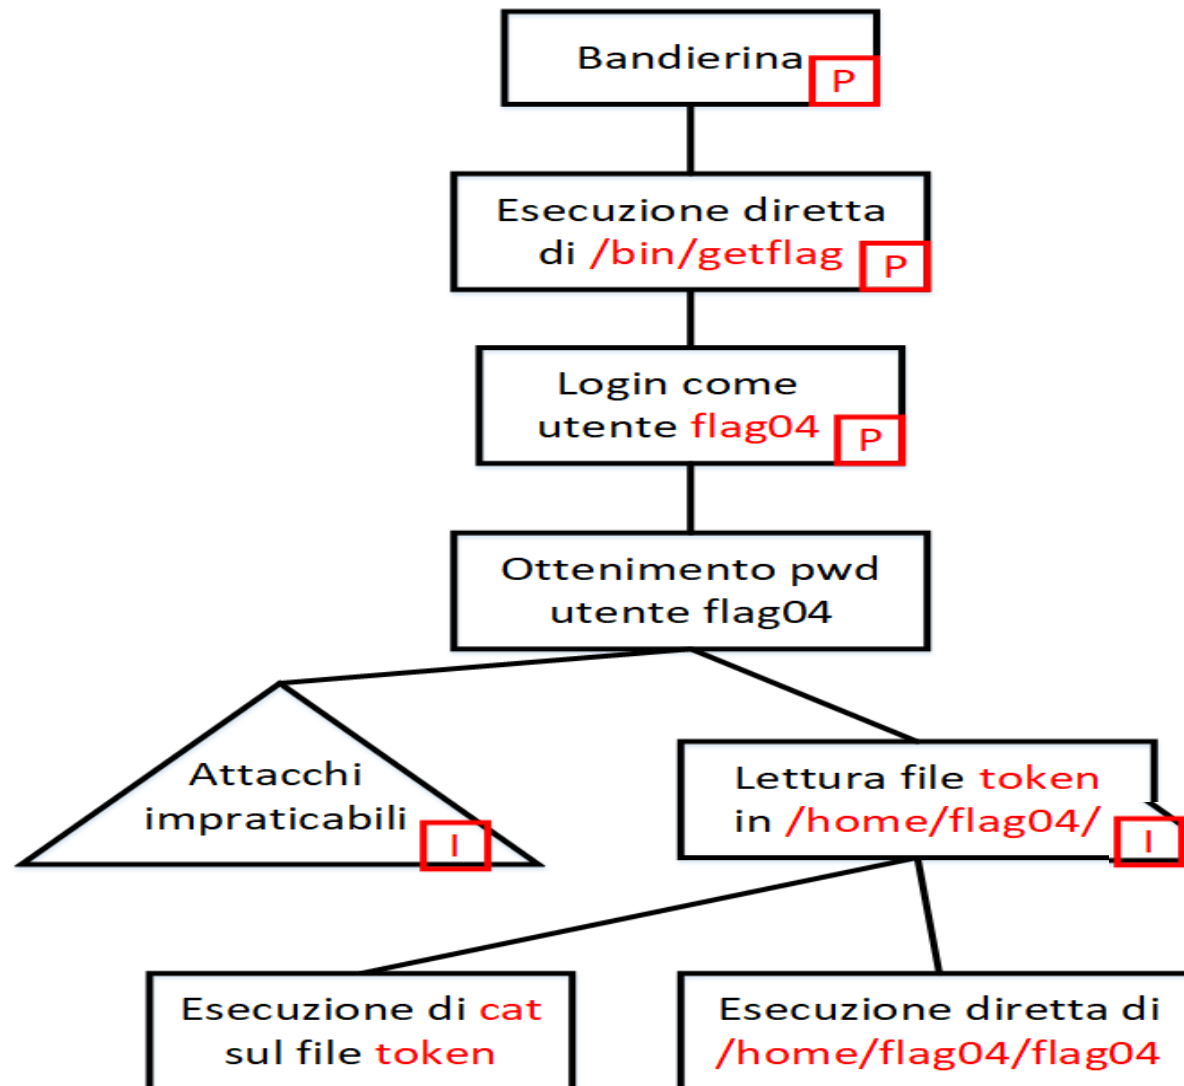 Bandierina
P
Esecuzione diretta
di /bin/getflag
P
Login come
utente flag04
P
Ottenimento pwd
utente flag04
Attacchi
impraticabili
I
Lettura file token
in /home/flag04/
I
Esecuzione di cat
sul file token
Esecuzione diretta di
/home/flag04/flag04